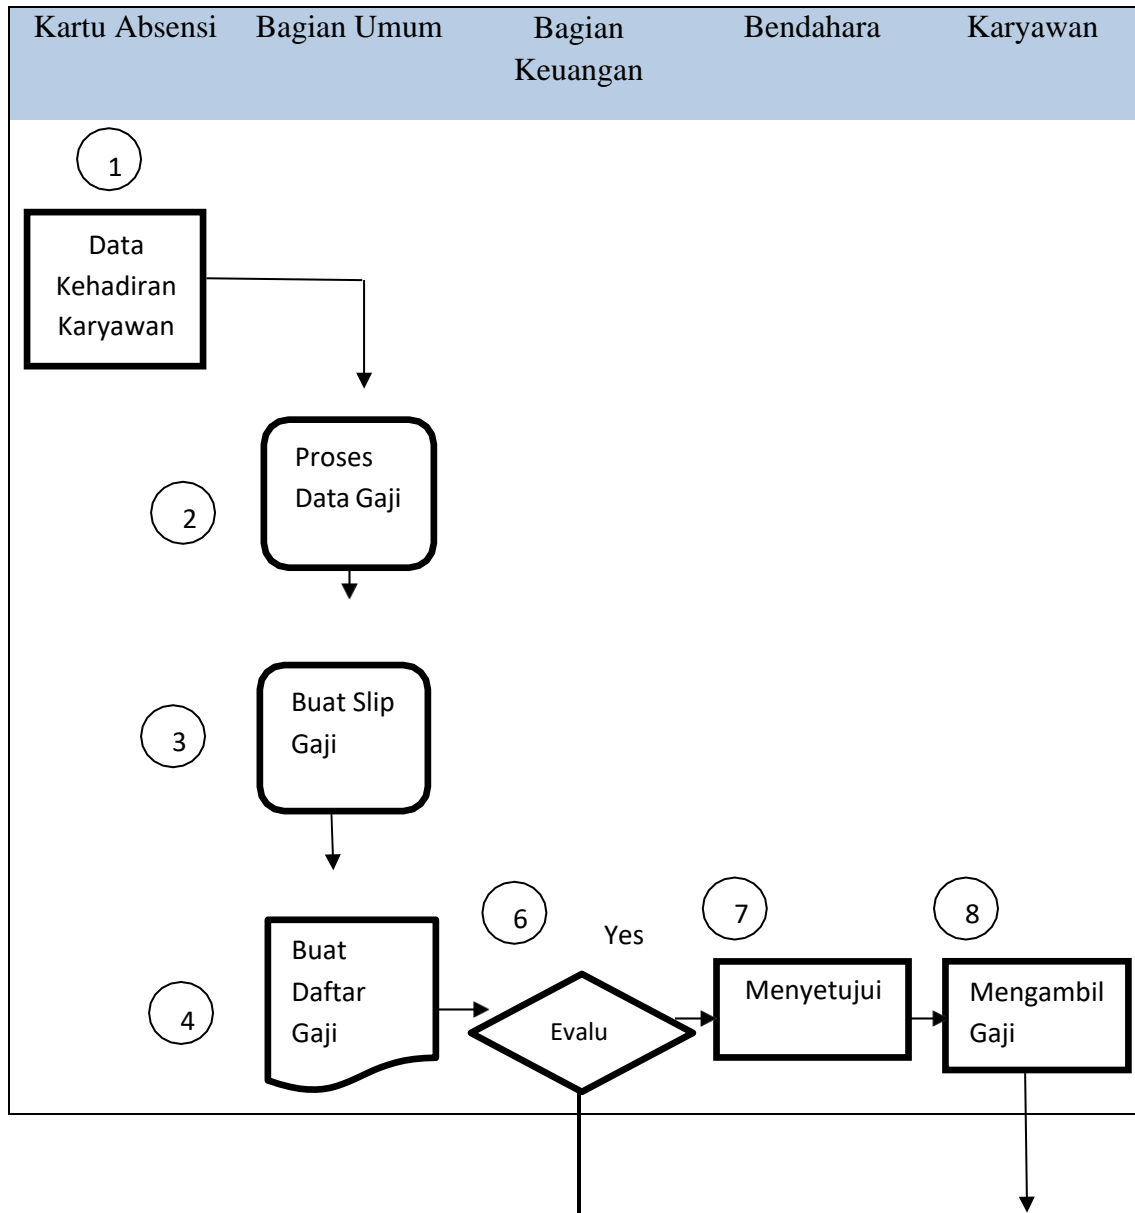 Kartu Absensi
Bagian Umum
Bagian
Keuangan
Bendahara
Karyawan
1
Data
Kehadiran
Karyawan
Proses
Data Gaji
2
Buat Slip
Gaji
3
6
Yes
7
8
Buat
Daftar
Gaji
4
Evalu
Menyetujui
Mengambil
Gaji